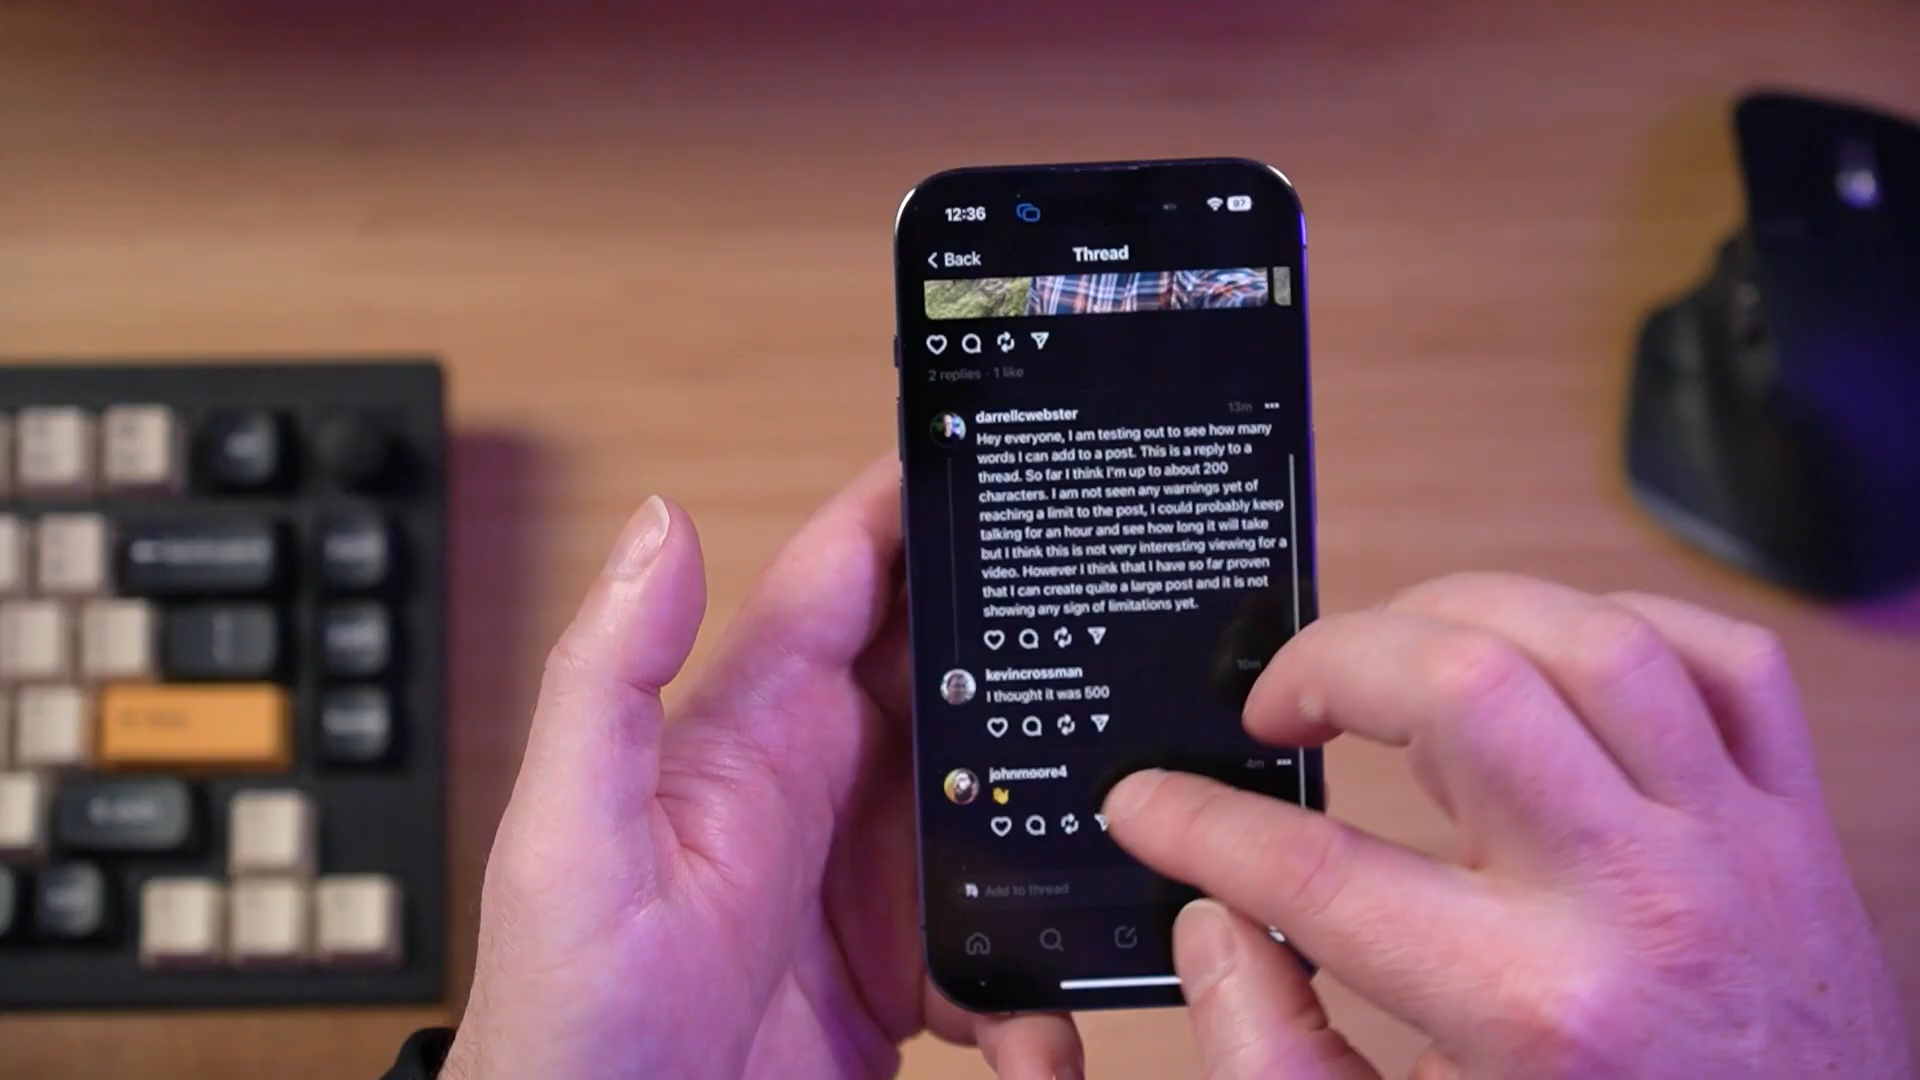 12:36
97
Back
Thread
2 replies · 1 like
darrellcwebster
13m
Hey everyone, I am testing out to see how many
words I can add to a post. This is a reply to a
thread. So far I think I'm up to about 200
characters. I am not seen any warnings yet of
reaching a limit to the post, I could probably keep
talking for an hour and see how long it will take
but I think this is not very interesting viewing for a
video. However I think that I have so far proven
that I can create quite a large post and it is not
showing any sign of limitations yet.
kevincrossman
10m
I thought it was 500
johnmoore4
4m
👋
Add to thread